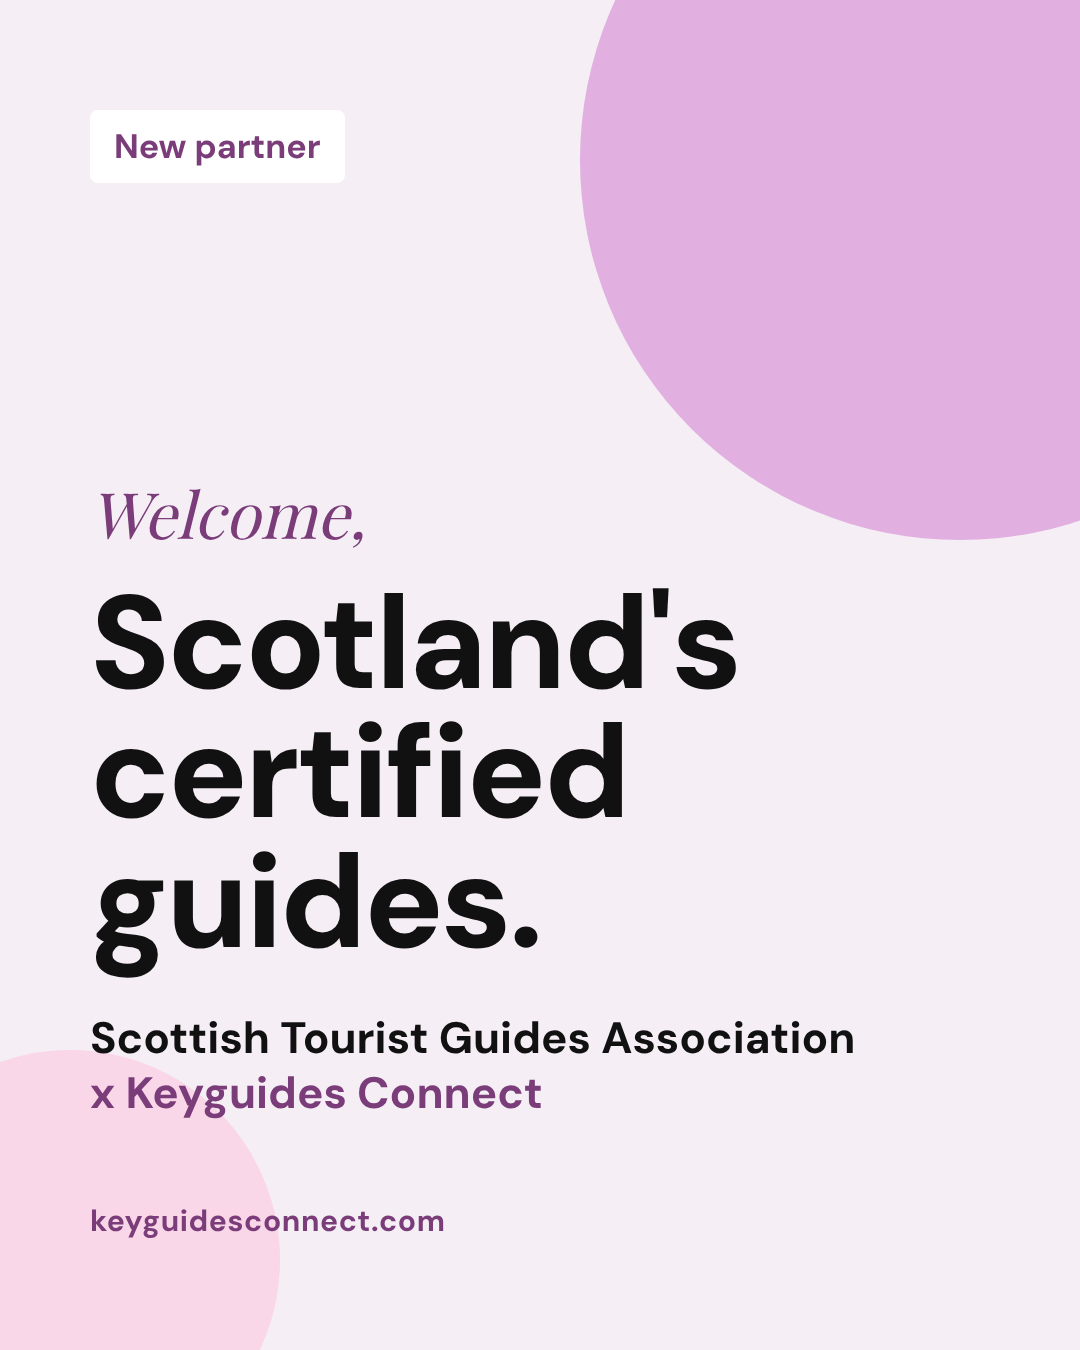 New partner
Welcome,
Scotland's
certified
guides.
Scottish Tourist Guides Association
x Keyguides Connect
keyguidesconnect.com